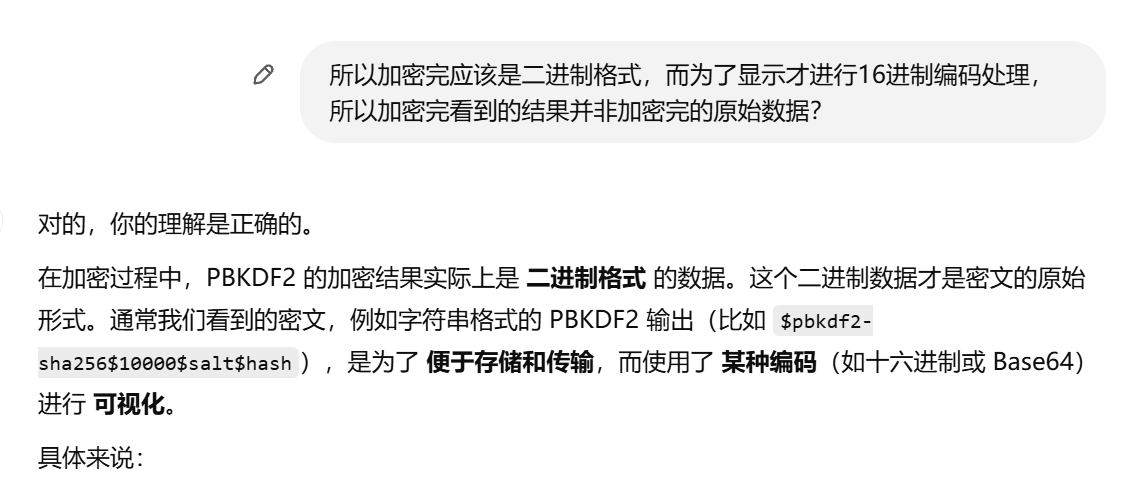 所以加密完应该是二进制格式，而为了显示才进行16进制编码处理，
所以加密完看到的结果并非加密完的原始数据？
对的，你的理解是正确的。
在加密过程中，PBKDF2 的加密结果实际上是 二进制格式 的数据。这个二进制数据才是密文的原始
形式。通常我们看到的密文，例如字符串格式的 PBKDF2 输出（比如 $pbkdf2-
sha256$10000$salt$hash），是为了 便于存储和传输，而使用了 某种编码（如十六进制或 Base64）
进行 可视化。
具体来说：